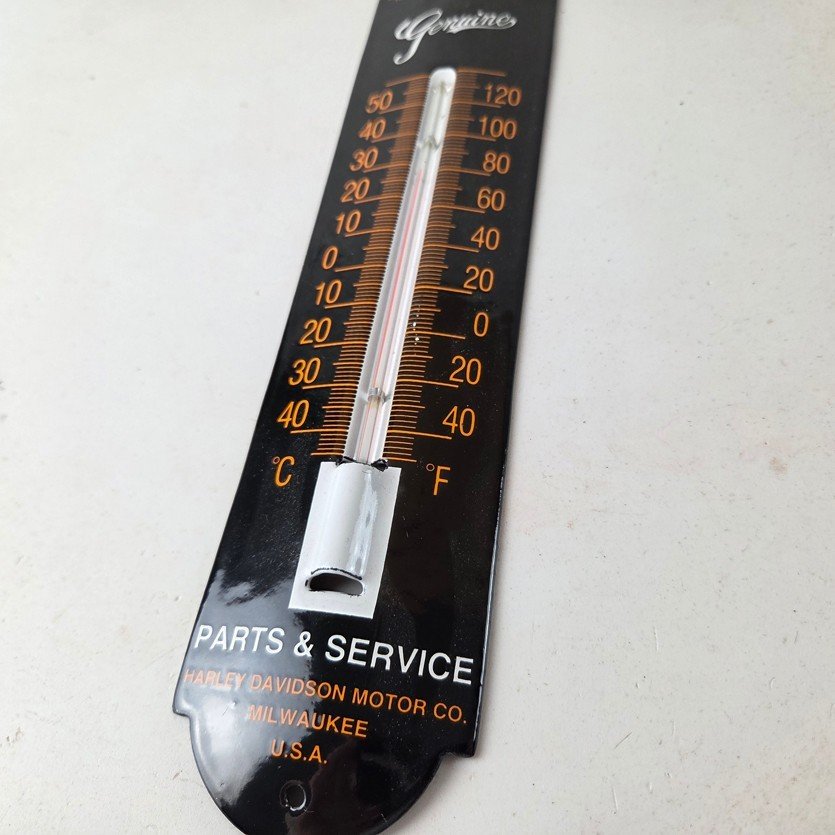 Genuine
50 120
40 100
30 80
20 60
10 40
0 20
10 0
20 20
30 40
40
°C °F
PARTS & SERVICE
HARLEY DAVIDSON MOTOR CO.
MILWAUKEE
U.S.A.